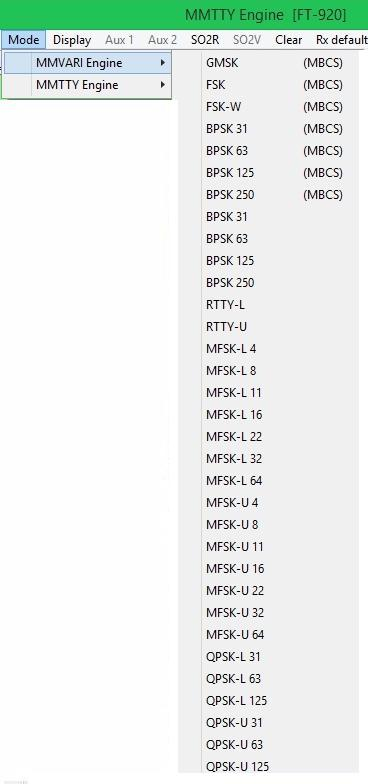 MMTTY Engine [FT-920]
Mode Display Aux 1 Aux 2 SO2R SO2V Clear Rx default
MMVARI Engine
MMTTY Engine
GMSK (MBCS)
FSK (MBCS)
FSK-W (MBCS)
BPSK 31 (MBCS)
BPSK 63 (MBCS)
BPSK 125 (MBCS)
BPSK 250 (MBCS)
BPSK 31
BPSK 63
BPSK 125
BPSK 250
RTTY-L
RTTY-U
MFSK-L 4
MFSK-L 8
MFSK-L 11
MFSK-L 16
MFSK-L 22
MFSK-L 32
MFSK-L 64
MFSK-U 4
MFSK-U 8
MFSK-U 11
MFSK-U 16
MFSK-U 22
MFSK-U 32
MFSK-U 64
QPSK-L 31
QPSK-L 63
QPSK-L 125
QPSK-U 31
QPSK-U 63
QPSK-U 125